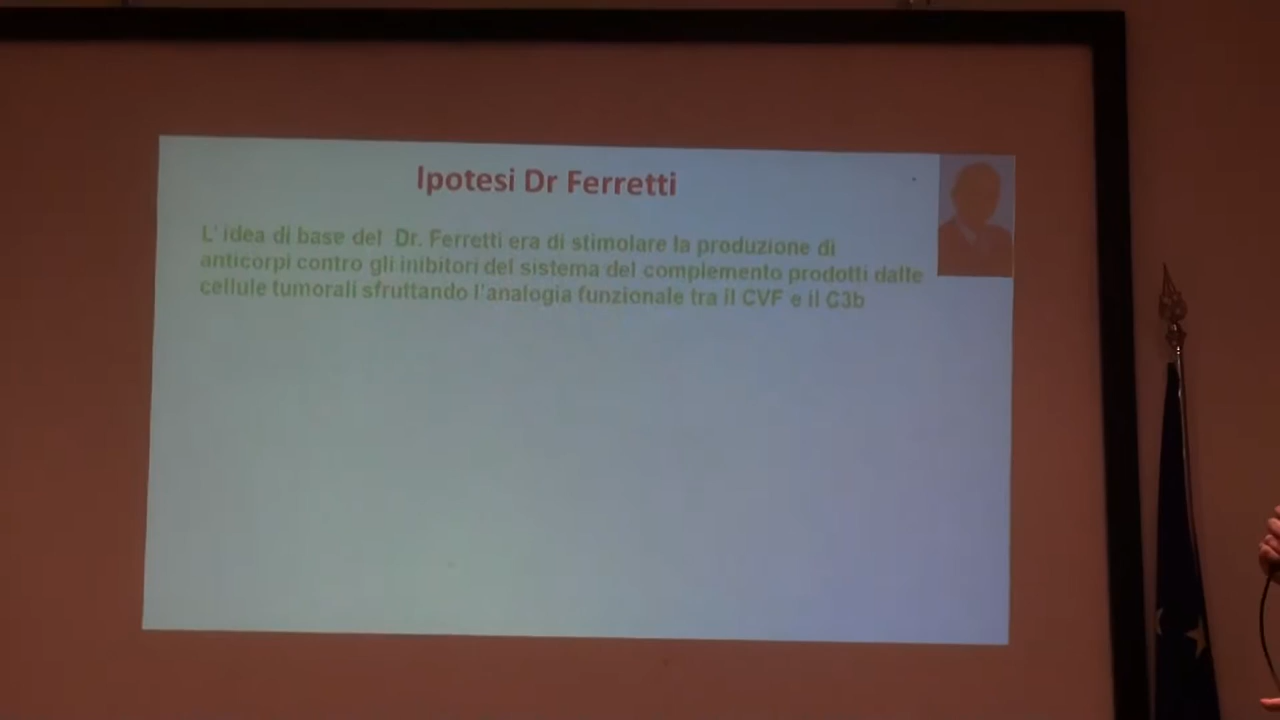 Ipotesi Dr Ferretti
L' idea di base del Dr. Ferretti era di stimolare la produzione di
anticorpi contro gli inibitori del sistema del complemento prodotti dalle
cellule tumorali sfruttando l'analogia funzionale tra il CVF e il C3b